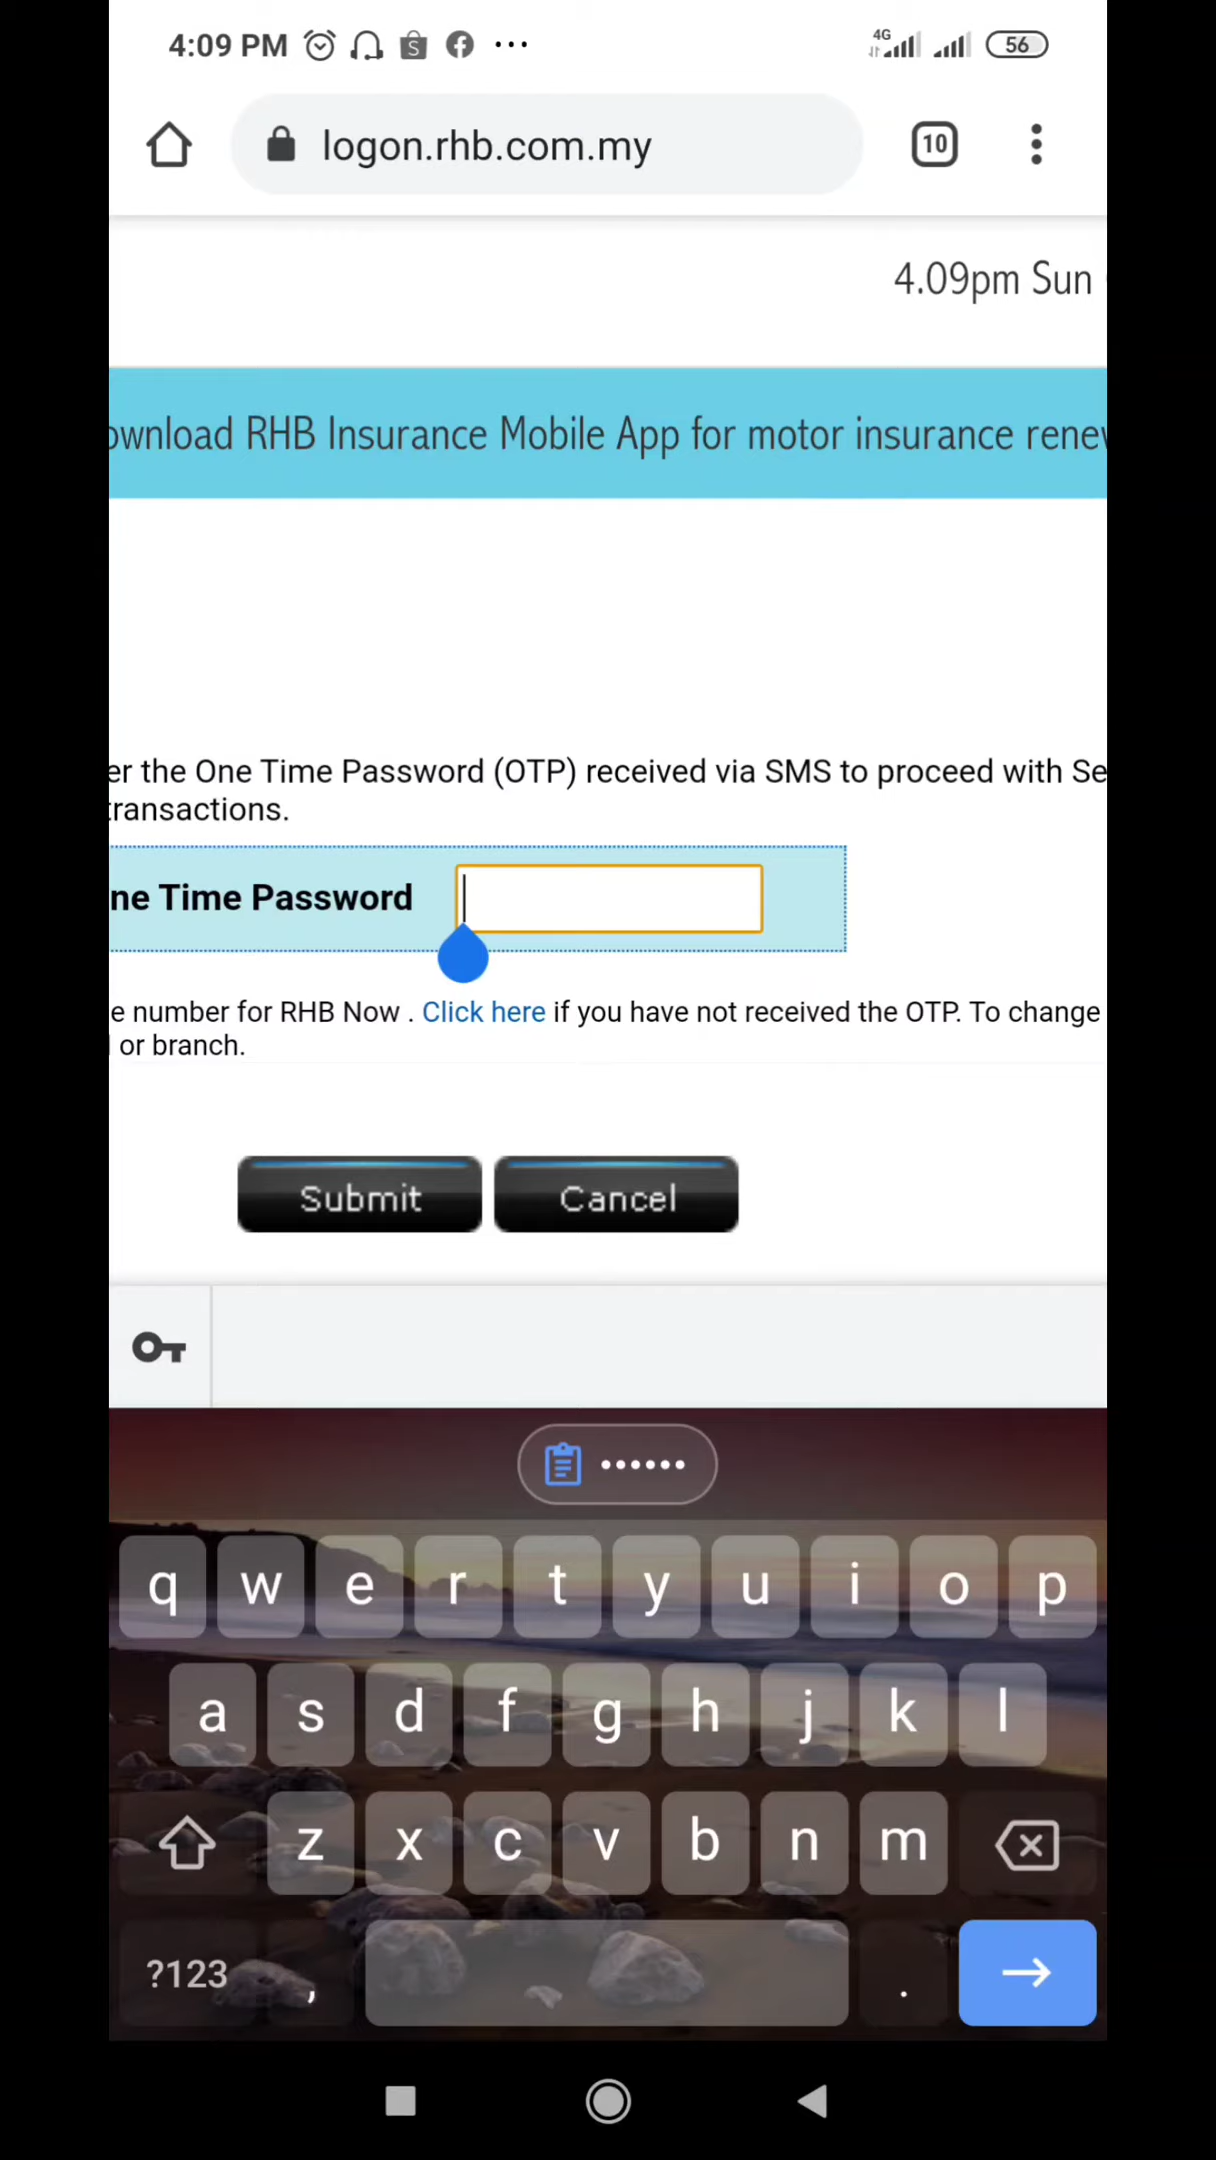 4:09 PM S 4G 56
logon.rhb.com.my 10
4.09pm Sun
ownload RHB Insurance Mobile App for motor insurance rene
er the One Time Password (OTP) received via SMS to proceed with Se
transactions.
ne Time Password
e number for RHB Now . Click here if you have not received the OTP. To change
or branch.
Submit Cancel
••••••
q w e r t y u i o p
a s d f g h j k l
z x c v b n m
?123 , .